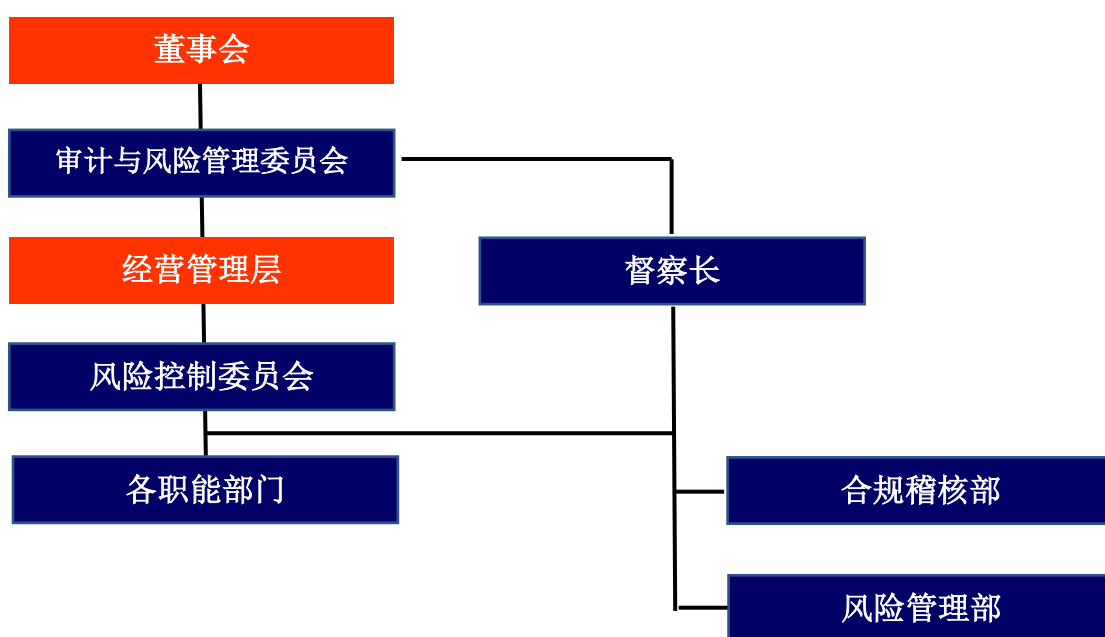 董事会
审计与风险管理委员会
经营管理层
督察长
风险控制委员会
各职能部门
合规稽核部
风险管理部